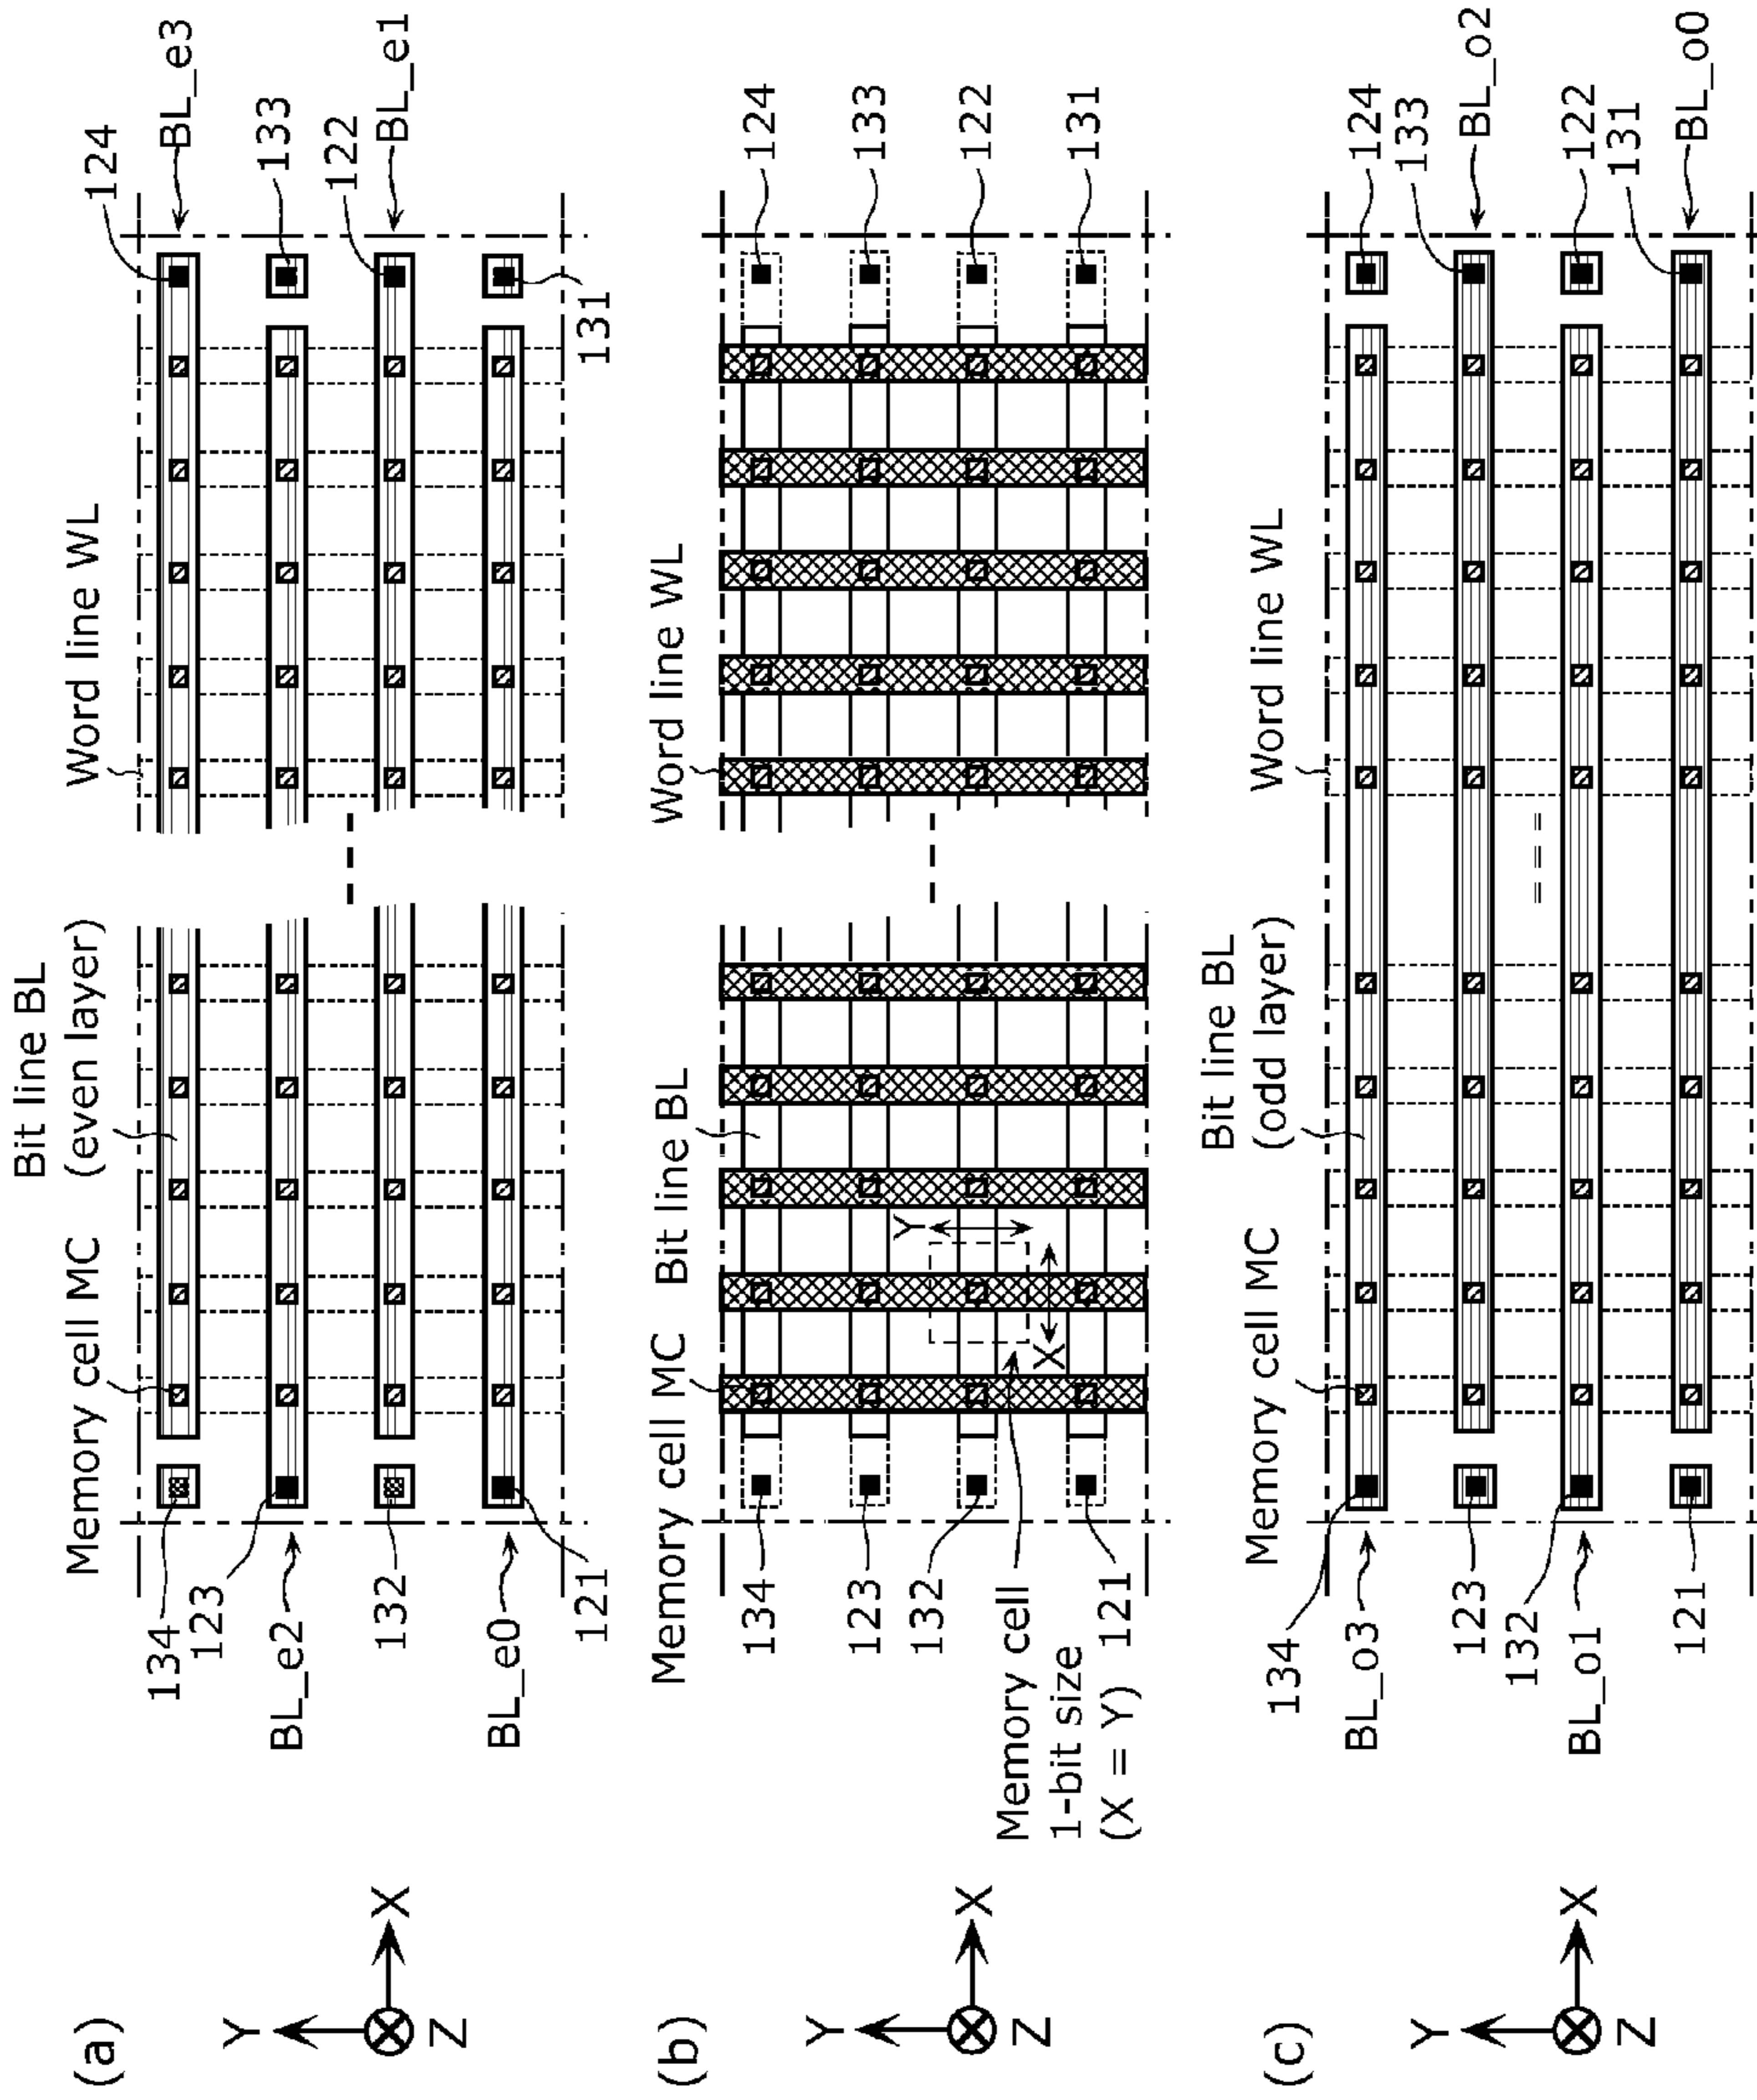 (a)
Y
X
Z
Bit line BL
(even layer)
Memory cell MC
Word line WL
134
123
BL_e2
132
BL_e0
121
124
BL_e3
133
122
BL_e1
131
(b)
Y
X
Z
Memory cell MC
Bit line BL
Word line WL
134
123
132
121
Memory cell
1-bit size
(X = Y)
Y
X
124
133
122
131
(c)
Y
X
Z
Bit line BL
(odd layer)
Memory cell MC
Word line WL
134
BL_o3
123
132
BL_o1
121
124
133
BL_o2
122
131
BL_o0